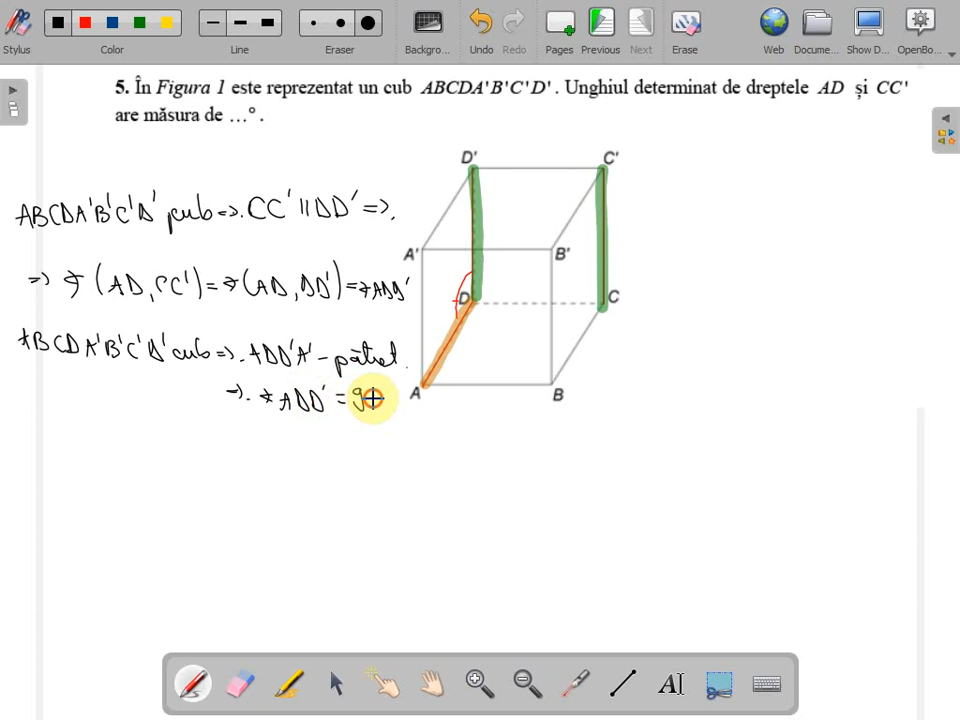 Stylus
Color
Line
Eraser
Backgro...
Undo
Redo
Pages
Previous
Next
Erase
Web
Docume...
Show D...
OpenBo...
5. În Figura 1 este reprezentat un cub ABCDA'B'C'D'. Unghiul determinat de dreptele AD și CC'
are măsura de …°.
D' C'
ABCDA'B'C'D' cub => CC' || DD' =>.
A' B'
=> ∢(AD, CC') = ∢(AD, DD') = ∢ADD'
D C
ABCDA'B'C'D' cub =>. ADD'A' - pătrat.
=>. ∢ADD' = 9
A B
A